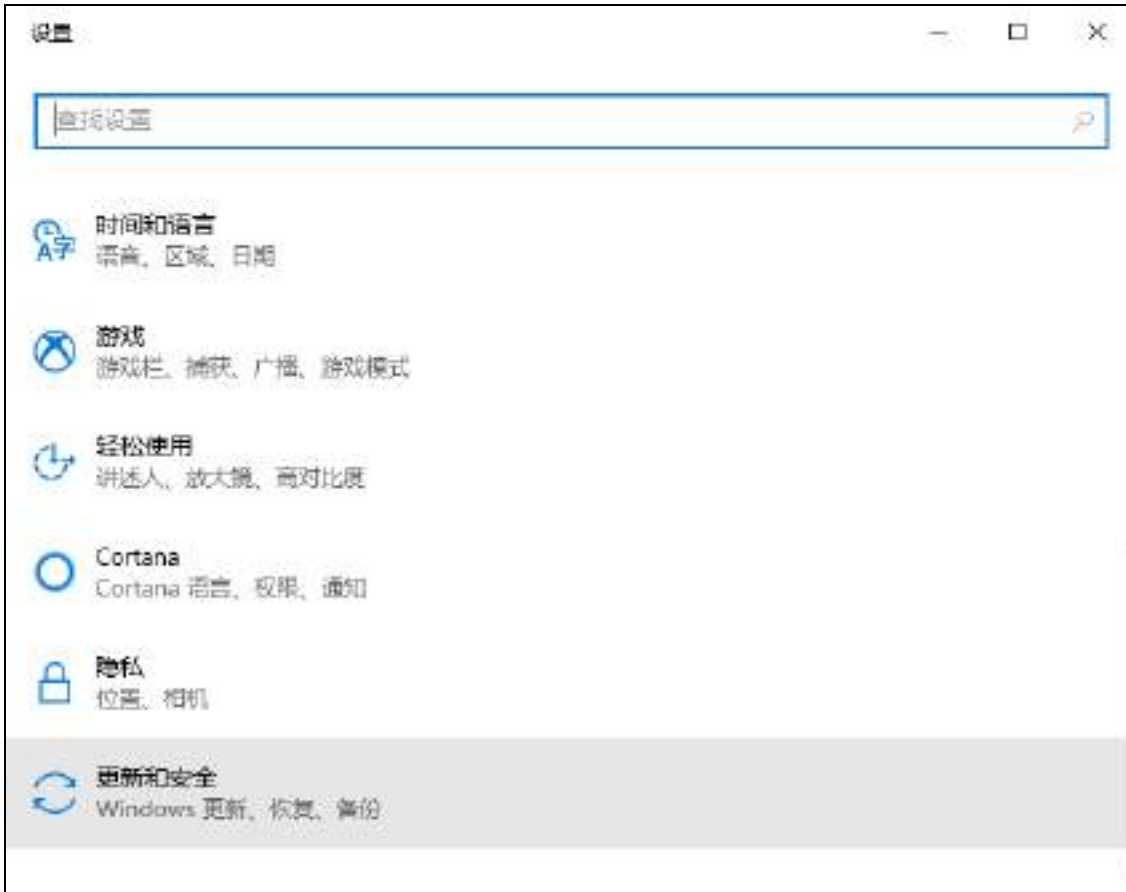 设置
查找设置
时间和语言
语音、区域、日期
游戏
游戏栏、捕获、广播、游戏模式
轻松使用
讲述人、放大镜、高对比度
Cortana
Cortana 语言、权限、通知
隐私
位置、相机
更新和安全
Windows 更新、恢复、备份